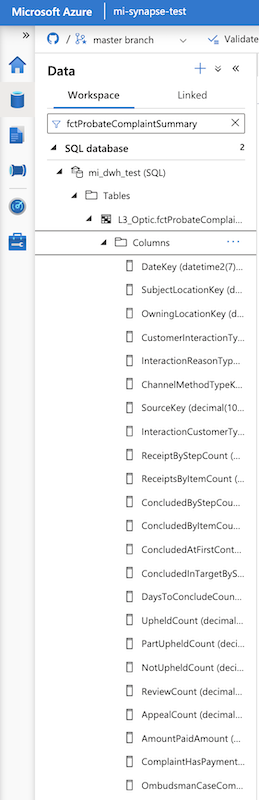 Microsoft Azure | mi-synapse-test
»
master branch Validate
Data
Workspace Linked
fctProbateComplaintSummary
SQL database 2
mi_dwh_test (SQL)
Tables
L3_Optic.fctProbateComplai...
Columns ...
DateKey (datetime2(7)...
SubjectLocationKey (d...
OwningLocationKey (d...
CustomerInteractionTy...
InteractionReasonType...
ChannelMethodTypeK...
SourceKey (decimal(10...
InteractionCustomerTy...
ReceiptByStepCount (...
ReceiptsByItemCount (...
ConcludedByStepCou...
ConcludedByItemCou...
ConcludedAtFirstCont...
ConcludedInTargetByS...
DaysToConcludeCoun...
UpheldCount (decimal...
PartUpheldCount (deci...
NotUpheldCount (deci...
ReviewCount (decimal...
AppealCount (decimal...
AmountPaidAmount (...
ComplaintHasPayment...
OmbudsmanCaseCom...